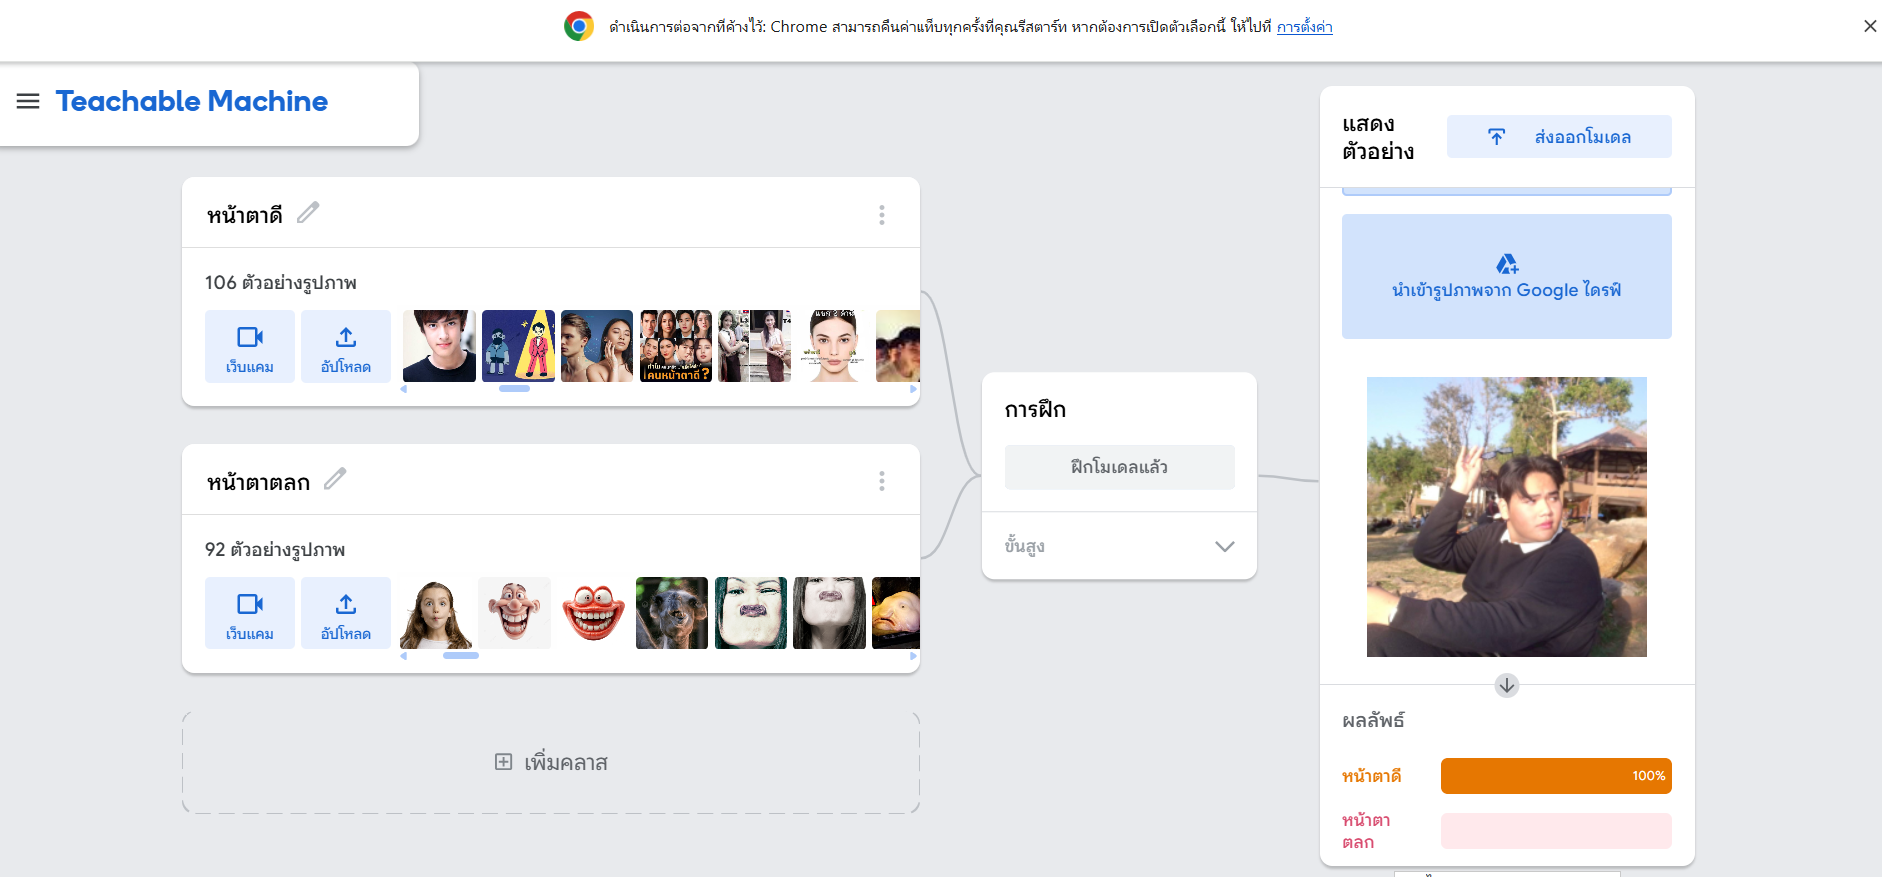 ดำเนินการต่อจากที่ค้างไว้: Chrome สามารถคืนค่าแท็บทุกครั้งที่คุณรีสตาร์ท หากต้องการเปิดตัวเลือกนี้ ให้ไปที่ การตั้งค่า
Teachable Machine
หน้าตาดี
106 ตัวอย่างรูปภาพ
เว็บแคม
อัปโหลด
คนหน้าตาดี ?
หน้าตาตลก
92 ตัวอย่างรูปภาพ
เว็บแคม
อัปโหลด
เพิ่มคลาส
การฝึก
ฝึกโมเดลแล้ว
ขั้นสูง
แสดง
ตัวอย่าง
ส่งออกโมเดล
นำเข้ารูปภาพจาก Google ไดรฟ์
ผลลัพธ์
หน้าตาดี
100%
หน้าตา
ตลก